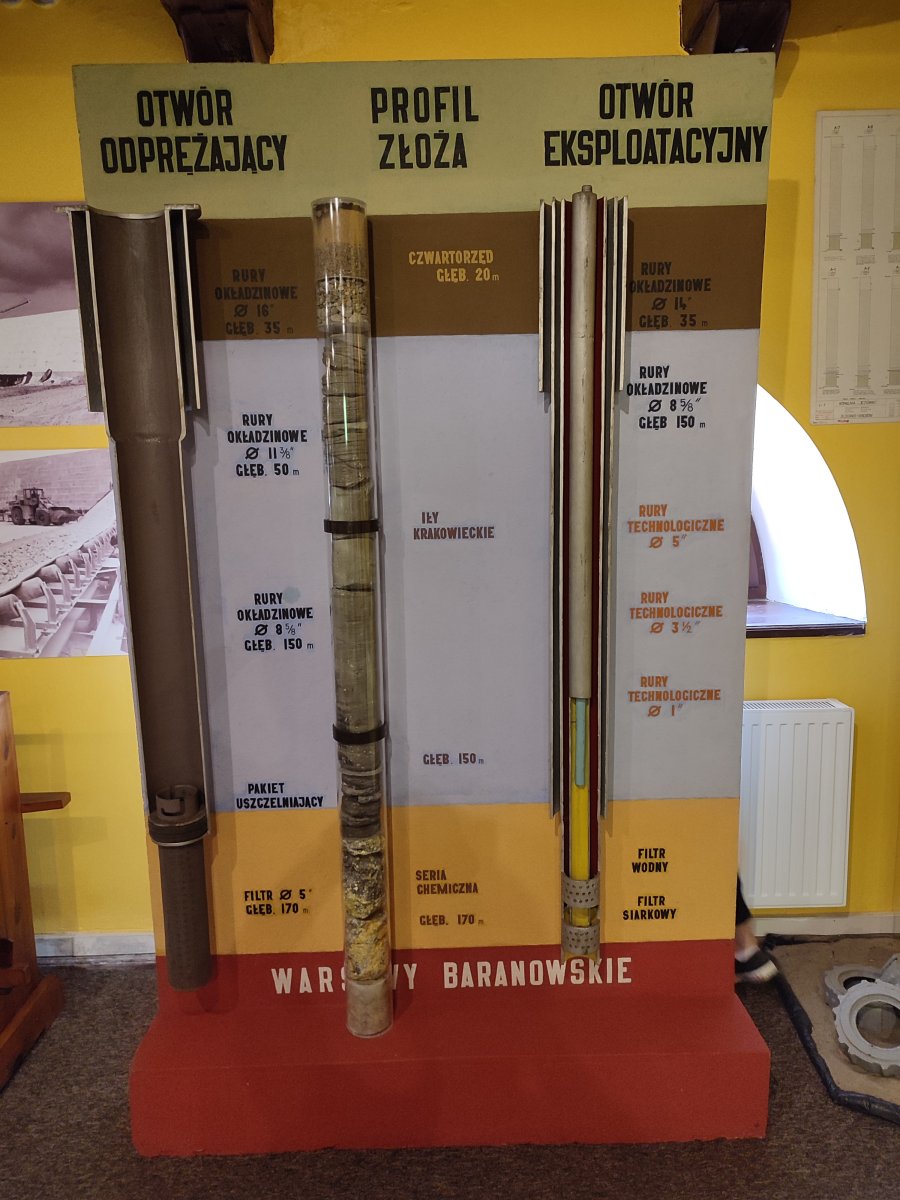 OTWÓR
ODPRĘŻAJĄCY
PROFIL
ZŁOŻA
OTWÓR
EKSPLOATACYJNY
RURY
OKŁADZINOWE
Ø 16"
GŁĘB. 35 m
RURY
OKŁADZINOWE
Ø 11 3/8"
GŁĘB. 50 m
RURY
OKŁADZINOWE
Ø 8 5/8"
GŁĘB. 150 m
PAKIET
USZCZELNIAJĄCY
FILTR Ø 5"
GŁĘB. 170 m
CZWARTORZĘD
GŁĘB. 20 m
IŁY
KRAKOWIECKIE
GŁĘB. 150 m
SERIA
CHEMICZNA
GŁĘB. 170 m
RURY
OKŁADZINOWE
Ø 14"
GŁĘB. 35 m
RURY
OKŁADZINOWE
Ø 8 5/8"
GŁĘB 150 m
RURY
TECHNOLOGICZNE
Ø 5"
RURY
TECHNOLOGICZNE
Ø 3 1/2"
RURY
TECHNOLOGICZNE
Ø 1"
FILTR
WODNY
FILTR
SIARKOWY
BARANOWSKIE